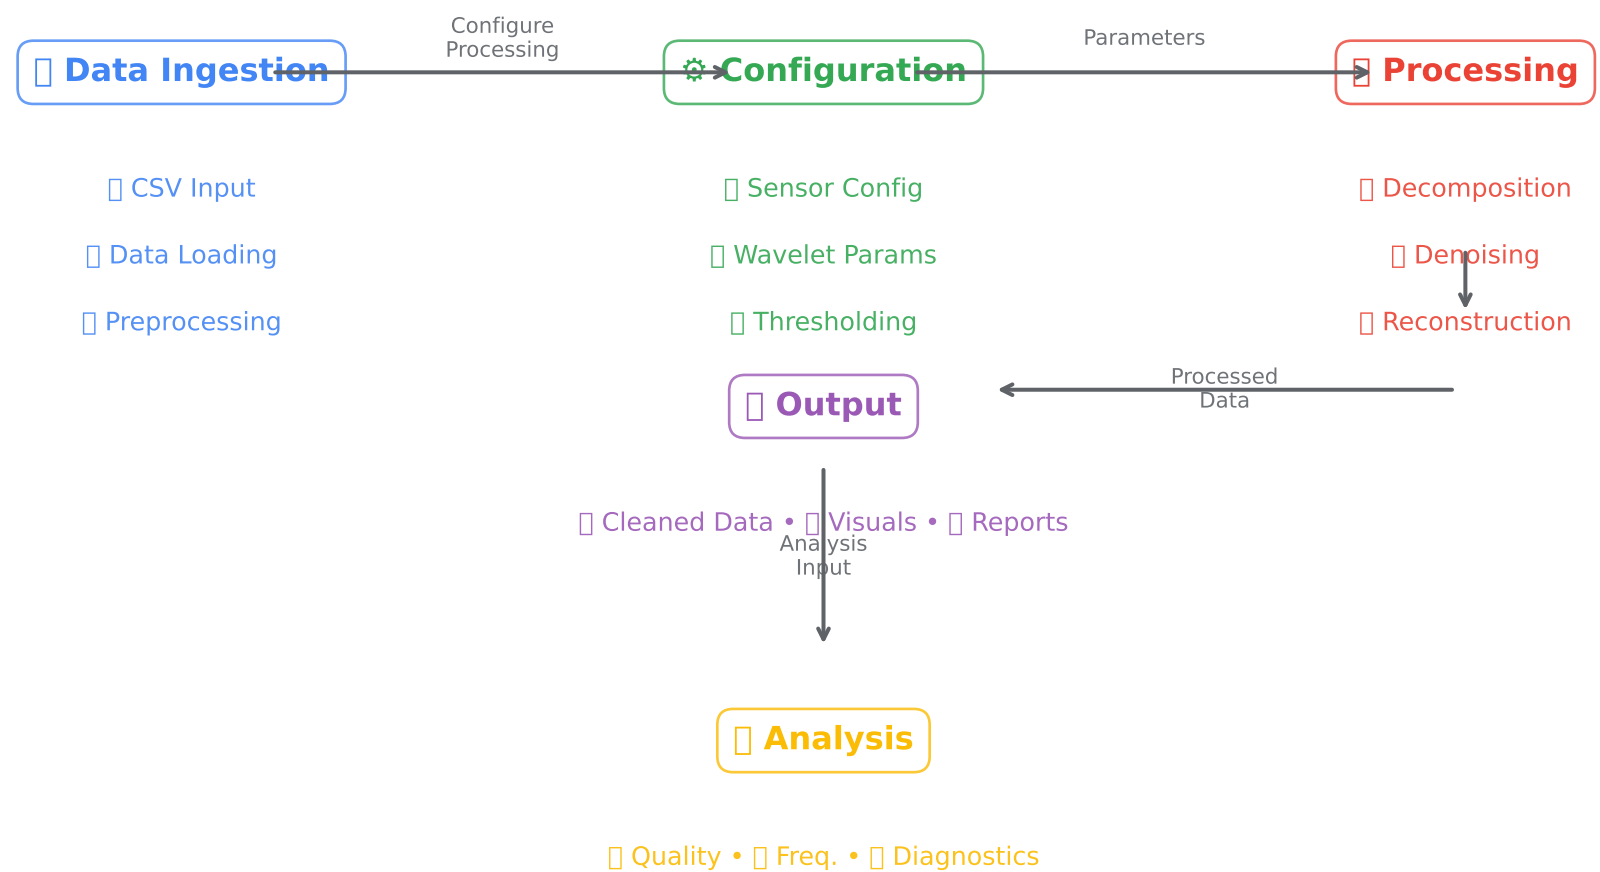 Configure
Processing
Parameters
Data Ingestion
⚙ Configuration
Processing
CSV Input
Sensor Config
Decomposition
Data Loading
Wavelet Params
Denoising
Preprocessing
Thresholding
Reconstruction
Processed
Data
Output
Cleaned Data • Visuals • Reports
Analysis
Input
Analysis
Quality • Freq. • Diagnostics